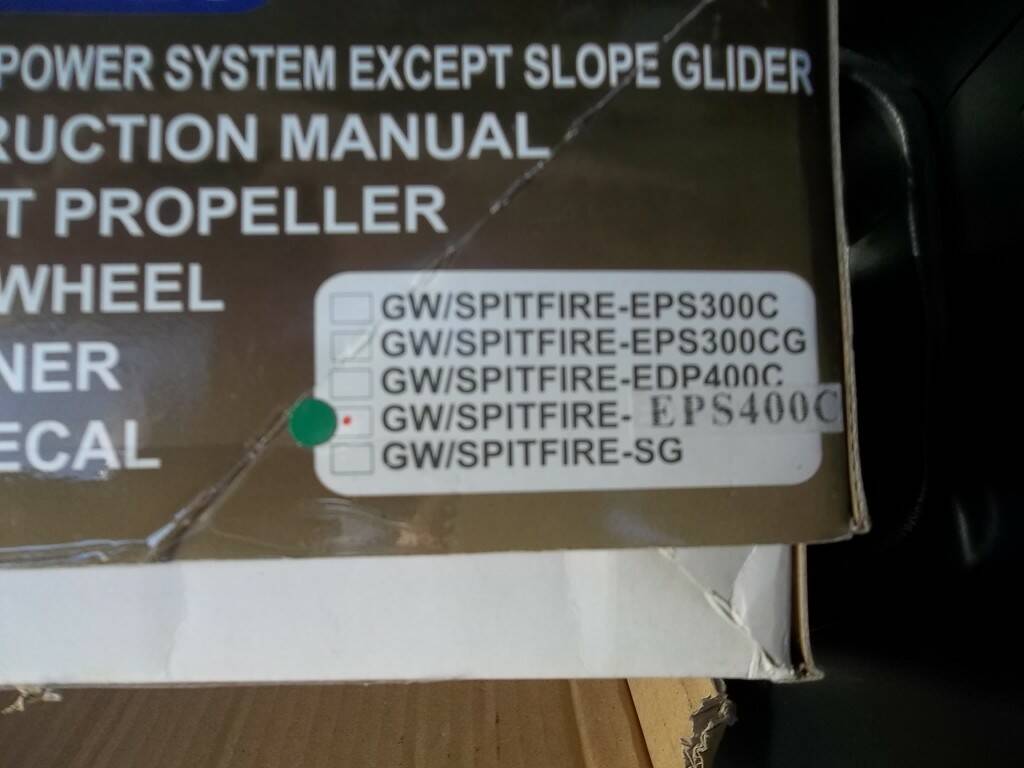 POWER SYSTEM EXCEPT SLOPE GLIDER
RUCTION MANUAL
T PROPELLER
WHEEL
NER
ECAL
GW/SPITFIRE-EPS300C
GW/SPITFIRE-EPS300CG
GW/SPITFIRE-EDP400C
GW/SPITFIRE- EPS400C
GW/SPITFIRE-SG